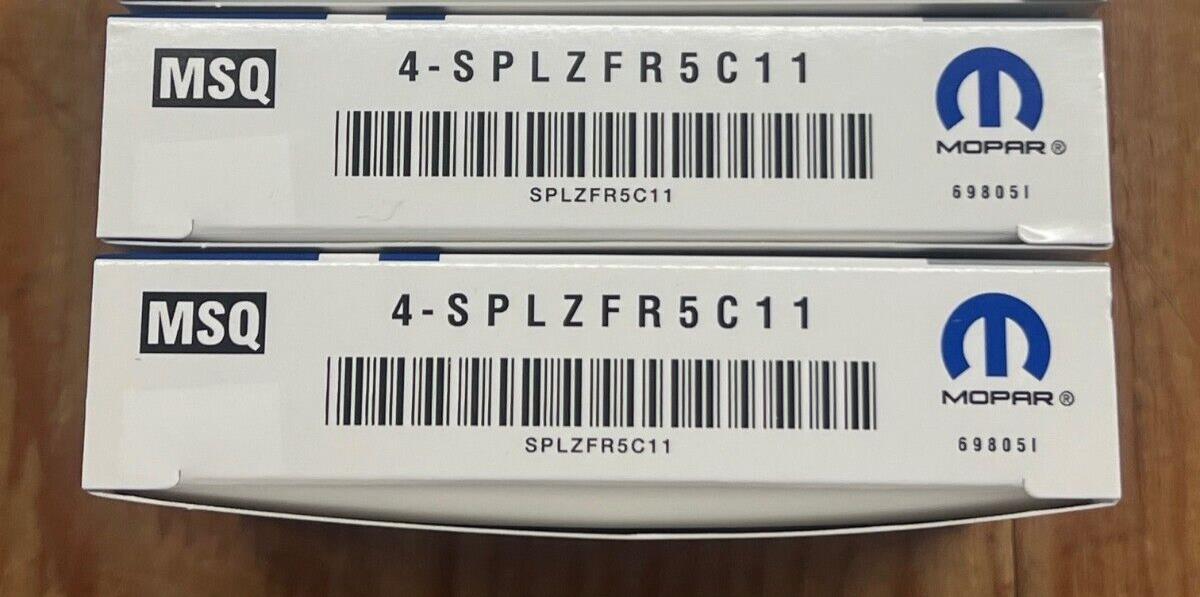 MSQ
4-SPLZFR5C11
SPLZFR5C11
MOPAR®
69805I
MSQ
4-SPLZFR5C11
SPLZFR5C11
MOPAR®
69805I